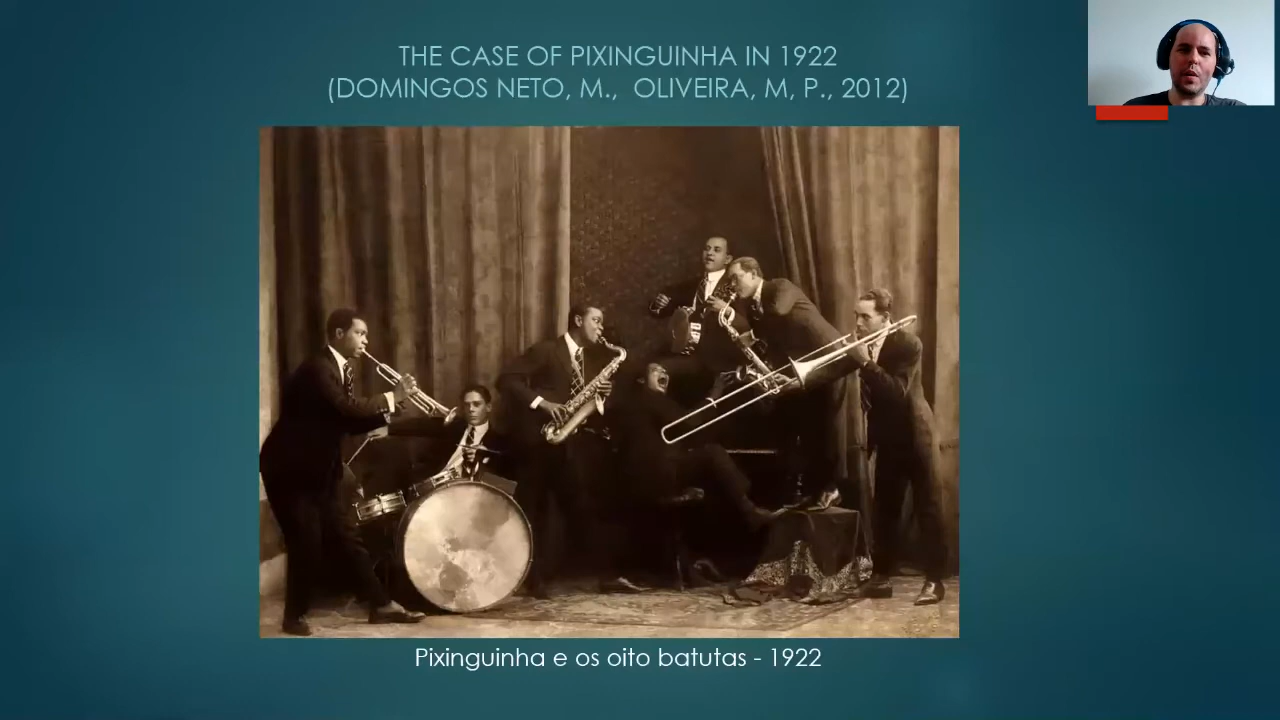 THE CASE OF PIXINGUINHA IN 1922
(DOMINGOS NETO, M., OLIVEIRA, M, P., 2012)
Pixinguinha e os oito batutas - 1922